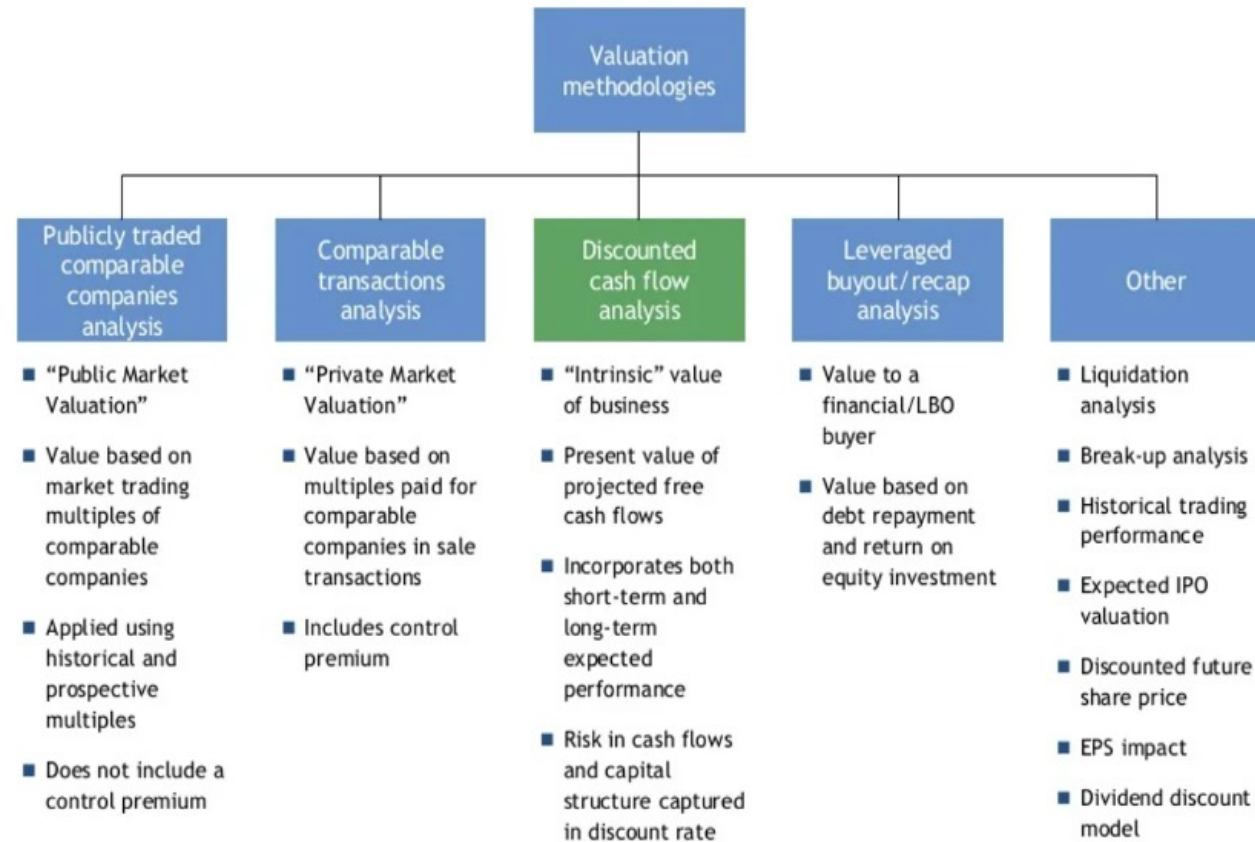 Valuation
methodologies
Publicly traded
comparable
companies
analysis
“Public Market
Valuation”
Value based on
market trading
multiples of
comparable
companies
Applied using
historical and
prospective
multiples
Does not include a
control premium
Comparable
transactions
analysis
“Private Market
Valuation”
Value based on
multiples paid for
comparable
companies in sale
transactions
Includes control
premium
Discounted
cash flow
analysis
“Intrinsic” value
of business
Present value of
projected free
cash flows
Incorporates both
short-term and
long-term
expected
performance
Risk in cash flows
and capital
structure captured
in discount rate
Leveraged
buyout/recap
analysis
Value to a
financial/LBO
buyer
Value based on
debt repayment
and return on
equity investment
Other
Liquidation
analysis
Break-up analysis
Historical trading
performance
Expected IPO
valuation
Discounted future
share price
EPS impact
Dividend discount
model